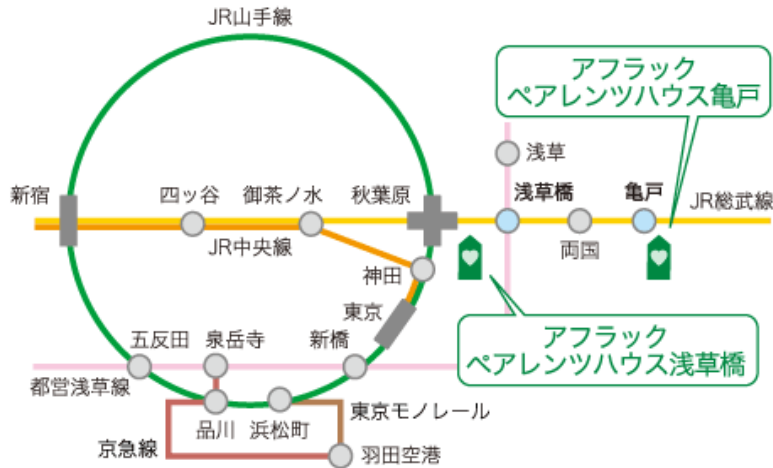 JR山手線
アフラック
ペアレンツハウス亀戸
浅草
新宿
四ッ谷
御茶ノ水
秋葉原
浅草橋
亀戸
JR総武線
JR中央線
両国
神田
東京
アフラック
ペアレンツハウス浅草橋
五反田
泉岳寺
新橋
都営浅草線
品川
浜松町
東京モノレール
京急線
羽田空港